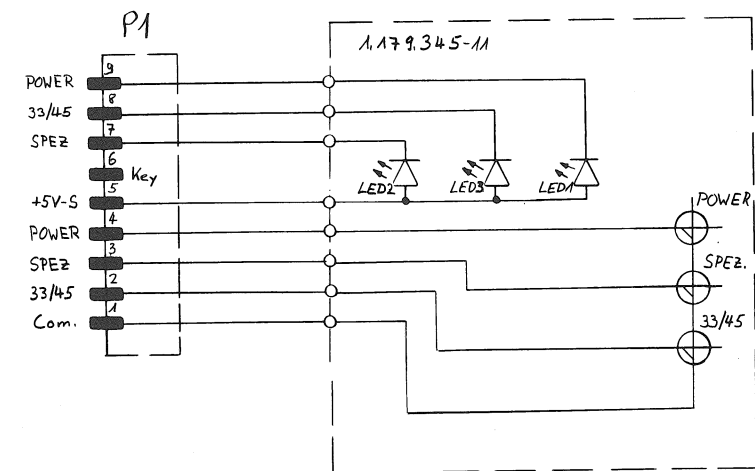 P1
1.179.345-11
9
POWER
8
33/45
7
SPEZ
6
Key
5
+5V-S
4
POWER
3
SPEZ
2
33/45
1
Com.
LED2
LED3
LED1
POWER
SPEZ.
33/45